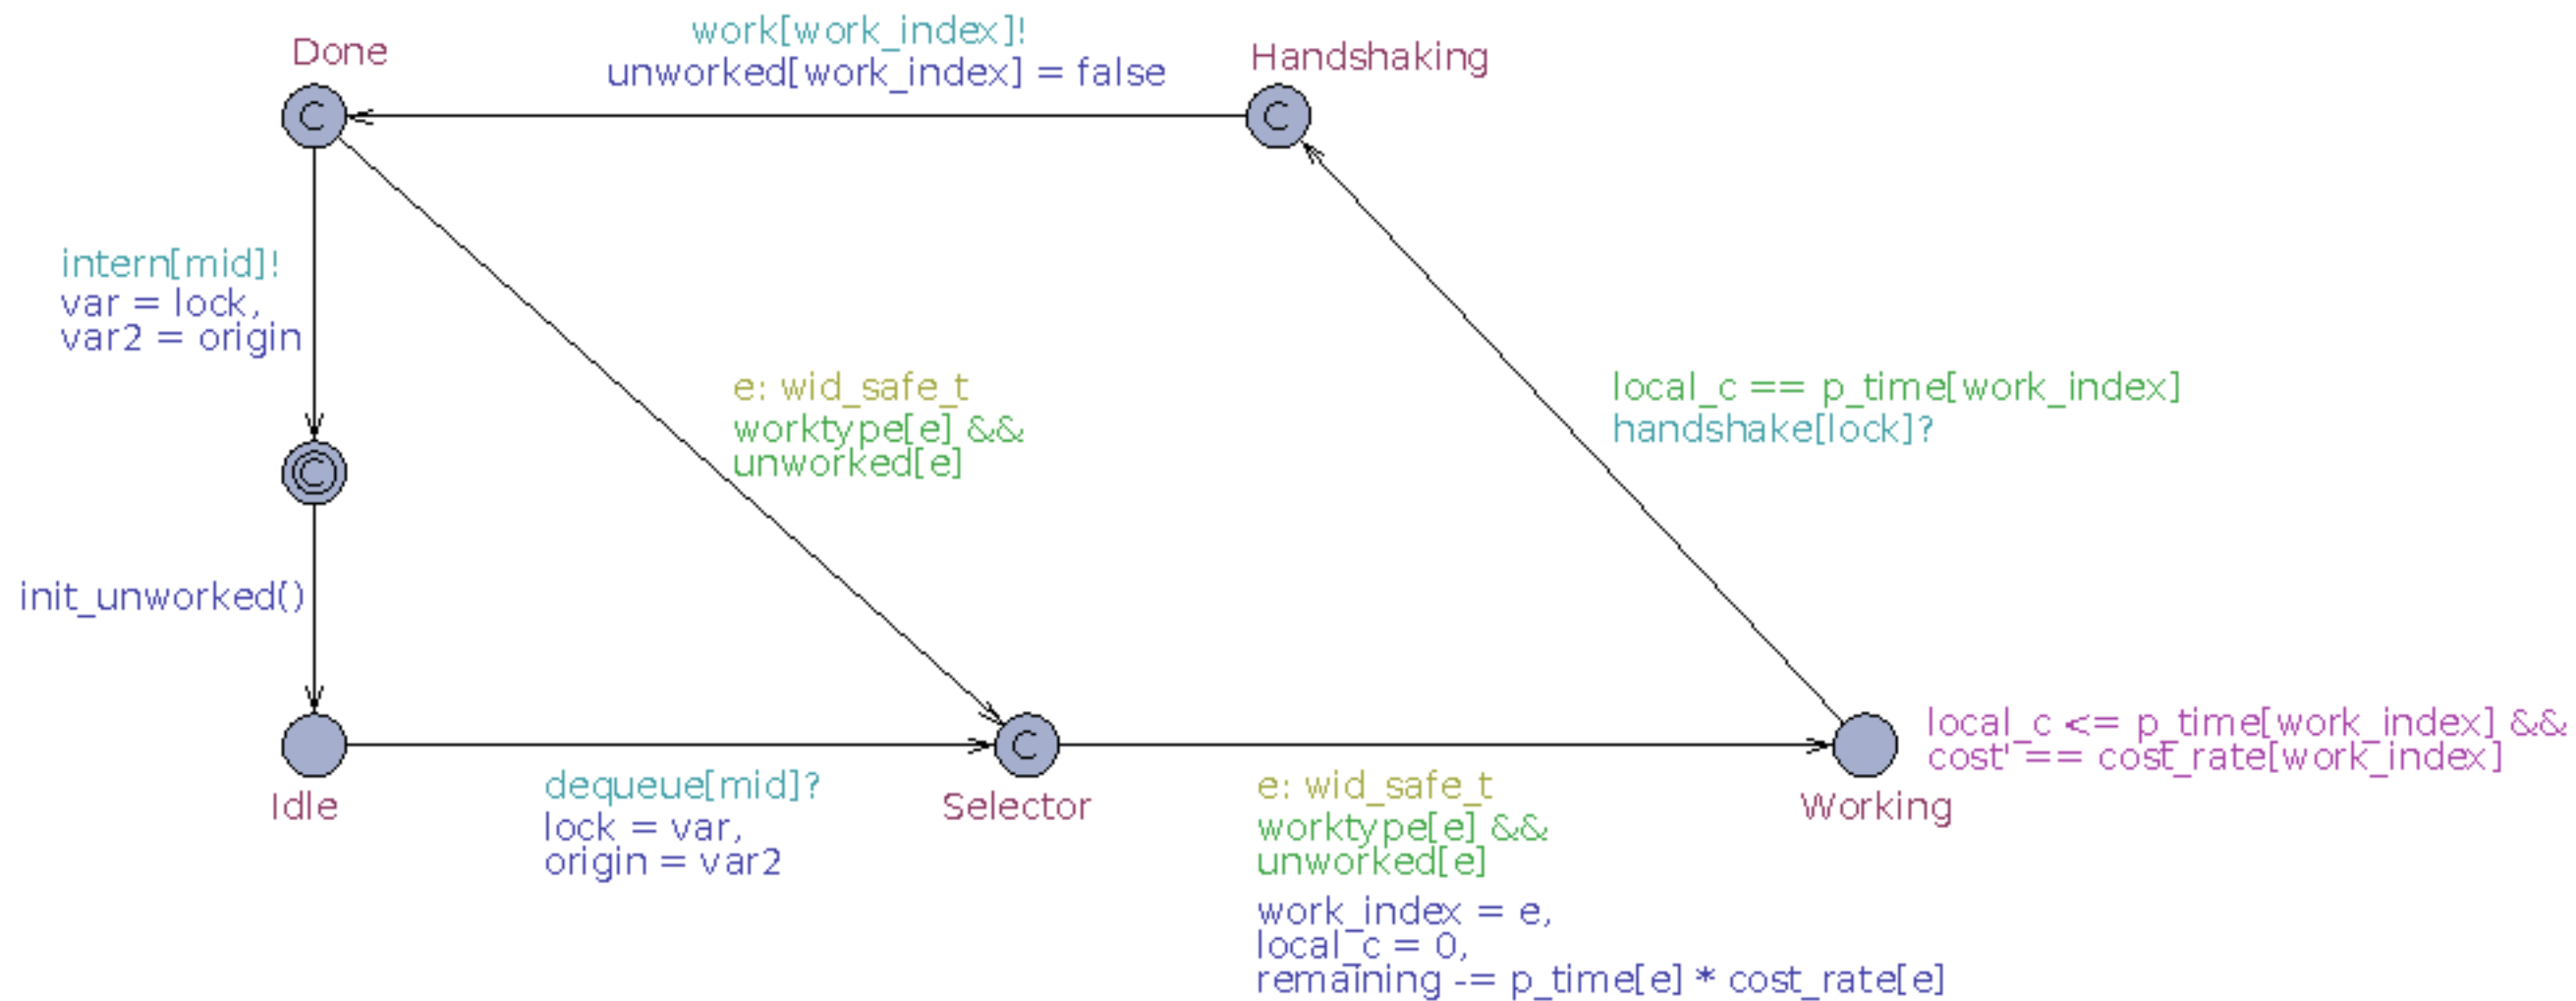 work[work_index]!
Done
Handshaking
unworked[work_index] = false
C
C
intern[mid]!
var = lock,
var2 = origin
e: wid_safe_t
worktype[e] &&
unworked[e]
local_c == p_time[work_index]
handshake[lock]?
C
init_unworked()
C
local_c <= p_time[work_index] &&
cost' == cost_rate[work_index]
Idle
dequeue[mid]?
lock = var,
origin = var2
Selector
e: wid_safe_t
worktype[e] &&
unworked[e]
work_index = e,
local_c = 0,
remaining -= p_time[e] * cost_rate[e]
Working